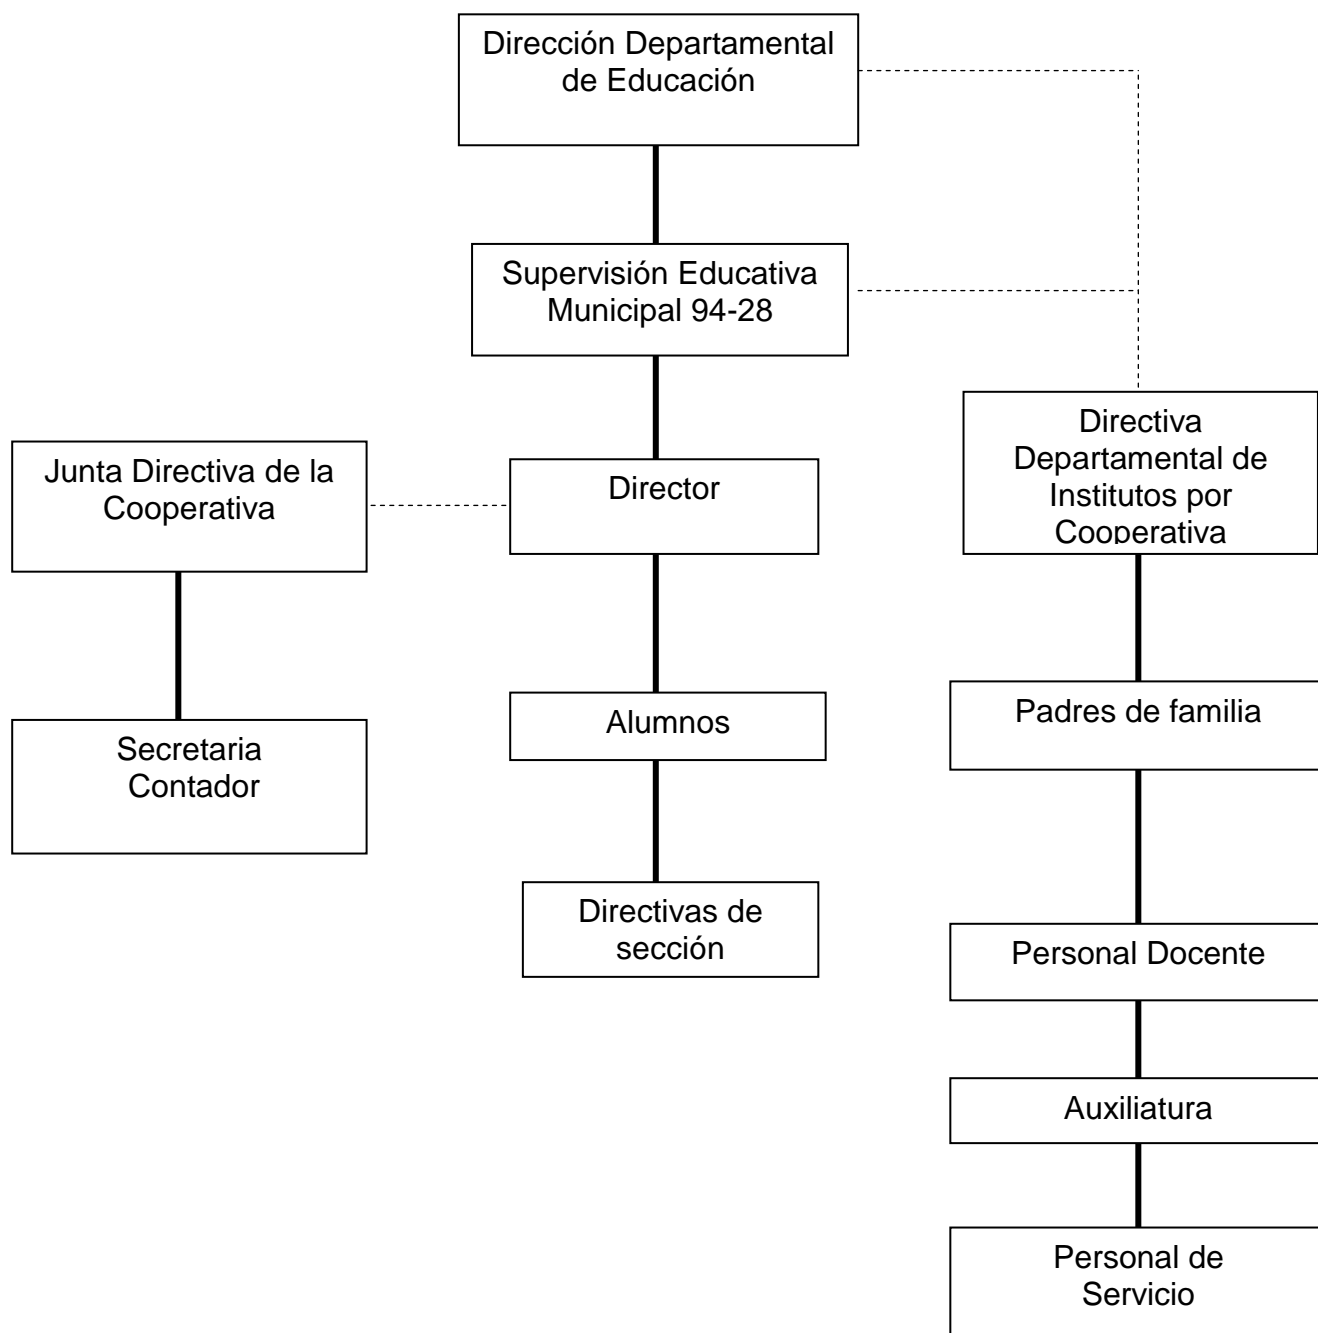 Dirección Departamental
de Educación
Supervisión Educativa
Municipal 94-28
Directiva
Departamental de
Institutos por
Cooperativa
Junta Directiva de la
Cooperativa
Director
Alumnos
Padres de familia
Secretaria
Contador
Directivas de
sección
Personal Docente
Auxiliatura
Personal de
Servicio